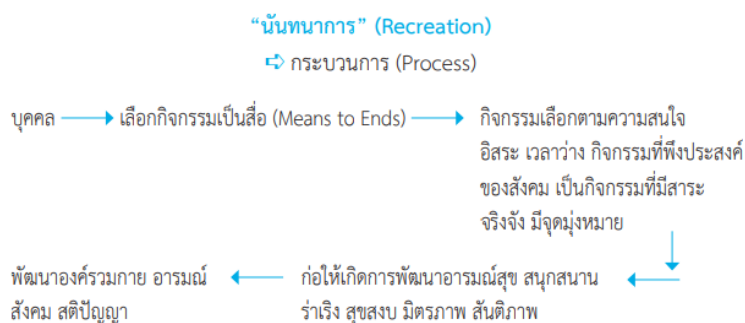 “นันทนาการ” (Recreation)
➪ กระบวนการ (Process)
บุคคล → เลือกกิจกรรมเป็นสื่อ (Means to Ends) → กิจกรรมเลือกตามความสนใจ
อิสระ เวลาว่าง กิจกรรมที่พึงประสงค์
ของสังคม เป็นกิจกรรมที่มีสาระ
จริงจัง มีจุดมุ่งหมาย
ก่อให้เกิดการพัฒนาอารมณ์สุข สนุกสนาน
ร่าเริง สุขสงบ มิตรภาพ สันติภาพ
พัฒนาองค์รวมกาย อารมณ์
สังคม สติปัญญา